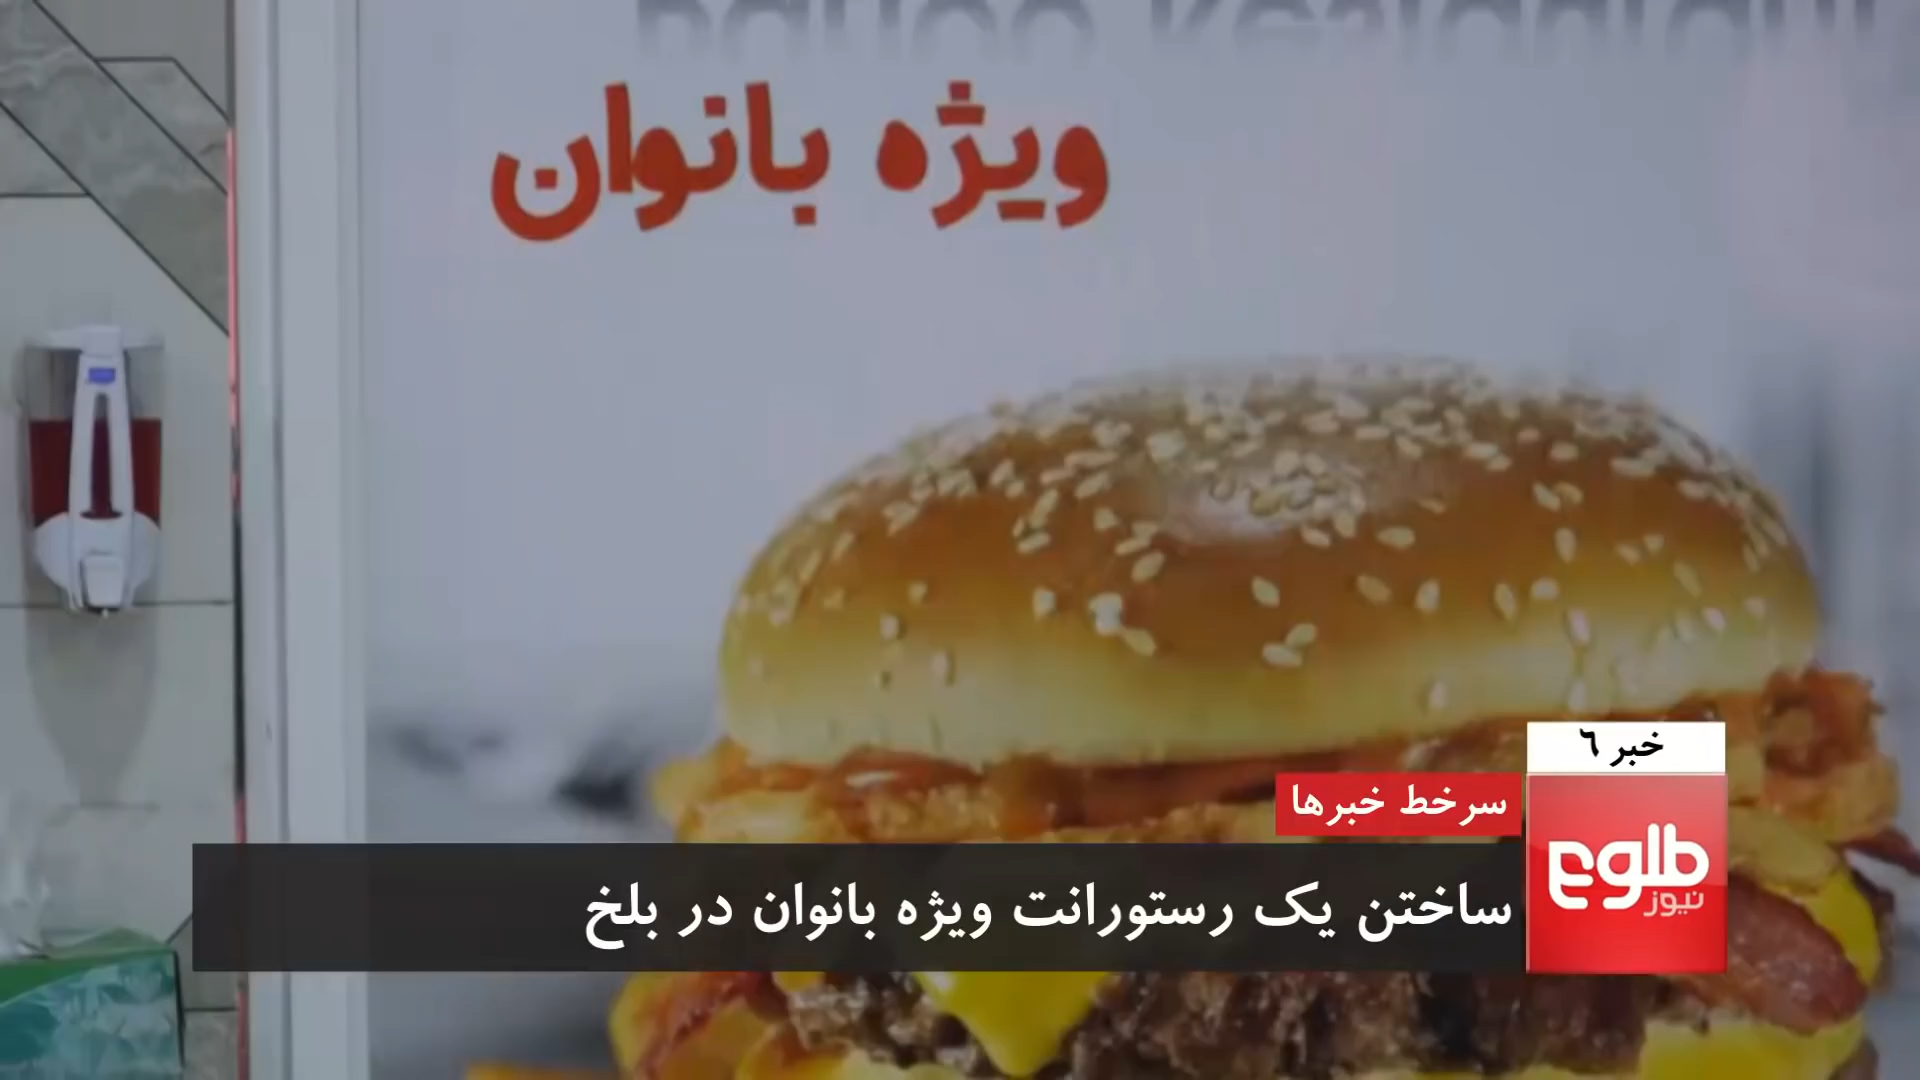 ویژه بانوان
خبر ٦
سرخط خبرها
طلوع
نیوز
ساختن یک رستورانت ویژه بانوان در بلخ